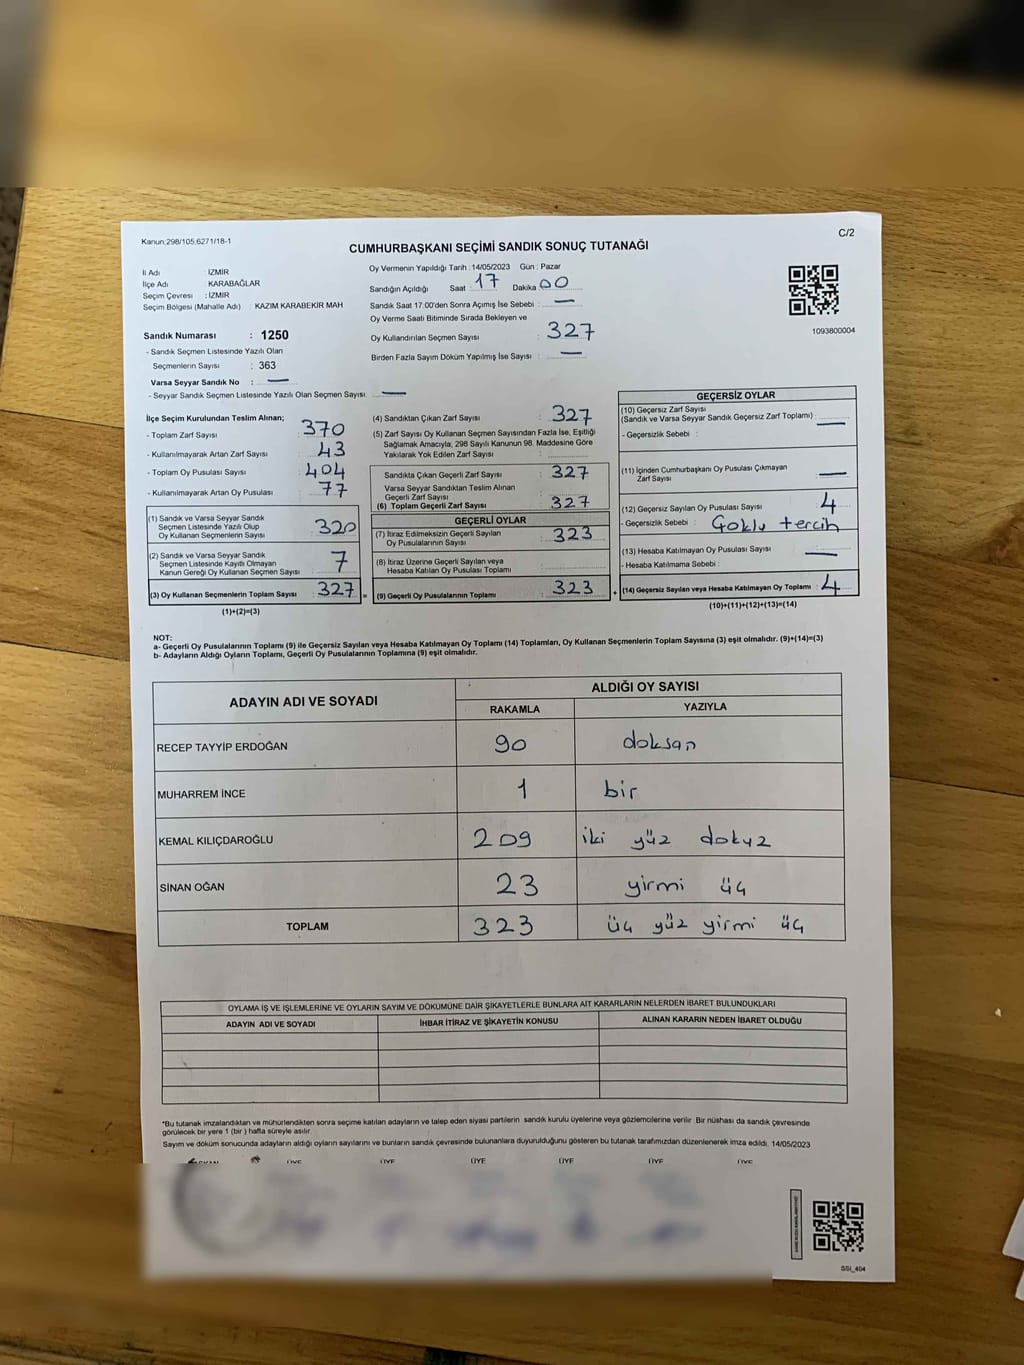 Kanun:298/105,6271/18-1
C/2
CUMHURBAŞKANI SEÇİMİ SANDIK SONUÇ TUTANAĞI
İl Adı : İZMİR
İlçe Adı : KARABAĞLAR
Seçim Çevresi : İZMİR
Seçim Bölgesi (Mahalle Adı) : KAZIM KARABEKİR MAH
Sandık Numarası : 1250
- Sandık Seçmen Listesinde Yazılı Olan
Seçmenlerin Sayısı : 363
Varsa Seyyar Sandık No : —
- Seyyar Sandık Seçmen Listesinde Yazılı Olan Seçmen Sayısı: —
Oy Vermenin Yapıldığı Tarih : 14/05/2023 Gün : Pazar
Sandığın Açıldığı Saat : 17 Dakika : 00
Sandık Saat 17:00'den Sonra Açımış İse Sebebi : —
Oy Verme Saati Bitiminde Sırada Bekleyen ve
Oy Kullandırılan Seçmen Sayısı : 327
Birden Fazla Sayım Döküm Yapılmış İse Sayısı : —
1093800004
İlçe Seçim Kurulundan Teslim Alınan;
- Toplam Zarf Sayısı : 370
- Kullanılmayarak Artan Zarf Sayısı : 43
- Toplam Oy Pusulası Sayısı : 404
- Kullanılmayarak Artan Oy Pusulası : 77
(1) Sandık ve Varsa Seyyar Sandık
Seçmen Listesinde Yazılı Olup
Oy Kullanan Seçmenlerin Sayısı : 320
(2) Sandık ve Varsa Seyyar Sandık
Seçmen Listesinde Kayıtlı Olmayan
Kanun Gereği Oy Kullanan Seçmen Sayısı : 7
(3) Oy Kullanan Seçmenlerin Toplam Sayısı : 327 =
(1)+(2)=(3)
(4) Sandıktan Çıkan Zarf Sayısı : 327
(5) Zarf Sayısı Oy Kullanan Seçmen Sayısından Fazla İse, Eşitliği
Sağlamak Amacıyla, 298 Sayılı Kanunun 98. Maddesine Göre
Yakılarak Yok Edilen Zarf Sayısı :
Sandıkta Çıkan Geçerli Zarf Sayısı : 327
Varsa Seyyar Sandıktan Teslim Alınan
Geçerli Zarf Sayısı :
(6) Toplam Geçerli Zarf Sayısı : 327
GEÇERLİ OYLAR
(7) İtiraz Edilmeksizin Geçerli Sayılan
Oy Pusulalarının Sayısı : 323
(8) İtiraz Üzerine Geçerli Sayılan veya
Hesaba Katılan Oy Pusulası Toplamı :
(9) Geçerli Oy Pusulalarının Toplamı : 323 +
GEÇERSİZ OYLAR
(10) Geçersiz Zarf Sayısı
(Sandık ve Varsa Seyyar Sandık Geçersiz Zarf Toplamı) : —
- Geçersizlik Sebebi :
(11) İçinden Cumhurbaşkanı Oy Pusulası Çıkmayan
Zarf Sayısı : —
(12) Geçersiz Sayılan Oy Pusulası Sayısı : 4
- Geçersizlik Sebebi : Çoklu tercih
(13) Hesaba Katılmayan Oy Pusulası Sayısı : —
- Hesaba Katılmama Sebebi :
(14) Geçersiz Sayılan veya Hesaba Katılmayan Oy Toplamı : 4
(10)+(11)+(12)+(13)=(14)
NOT:
a- Geçerli Oy Pusulalarının Toplamı (9) ile Geçersiz Sayılan veya Hesaba Katılmayan Oy Toplamı (14) Toplamları, Oy Kullanan Seçmenlerin Toplam Sayısına (3) eşit olmalıdır. (9)+(14)=(3)
b- Adayların Aldığı Oyların Toplamı, Geçerli Oy Pusulalarının Toplamına (9) eşit olmalıdır.
ADAYIN ADI VE SOYADI ALDIĞI OY SAYISI
RAKAMLA YAZIYLA
RECEP TAYYİP ERDOĞAN 90 doksan
MUHARREM İNCE 1 bir
KEMAL KILIÇDAROĞLU 209 iki yüz dokuz
SİNAN OĞAN 23 yirmi üç
TOPLAM 323 üç yüz yirmi üç
OYLAMA İŞ VE İŞLEMLERİNE VE OYLARIN SAYIM VE DÖKÜMÜNE DAİR ŞİKAYETLERLE BUNLARA AİT KARARLARIN NELERDEN İBARET BULUNDUKLARI
ADAYIN ADI VE SOYADI İHBAR İTİRAZ VE ŞİKAYETİN KONUSU ALINAN KARARIN NEDEN İBARET OLDUĞU
*Bu tutanak imzalandıktan ve mühürlendikten sonra seçime katılan adayların ve talep eden siyasi partilerin sandık kurulu üyelerine veya gözlemcilerine verilir. Bir nüshası da sandık çevresinde
görülecek bir yere 1 (bir ) hafta süreyle asılır.
Sayım ve döküm sonucunda adayların aldığı oyların sayılarını ve bunların sandık çevresinde bulunanlara duyurulduğunu gösteren bu tutanak tarafımızdan düzenlenerek imza edildi. 14/05/2023
ÜYE ÜYE ÜYE ÜYE ÜYE ÜYE
SSI_404